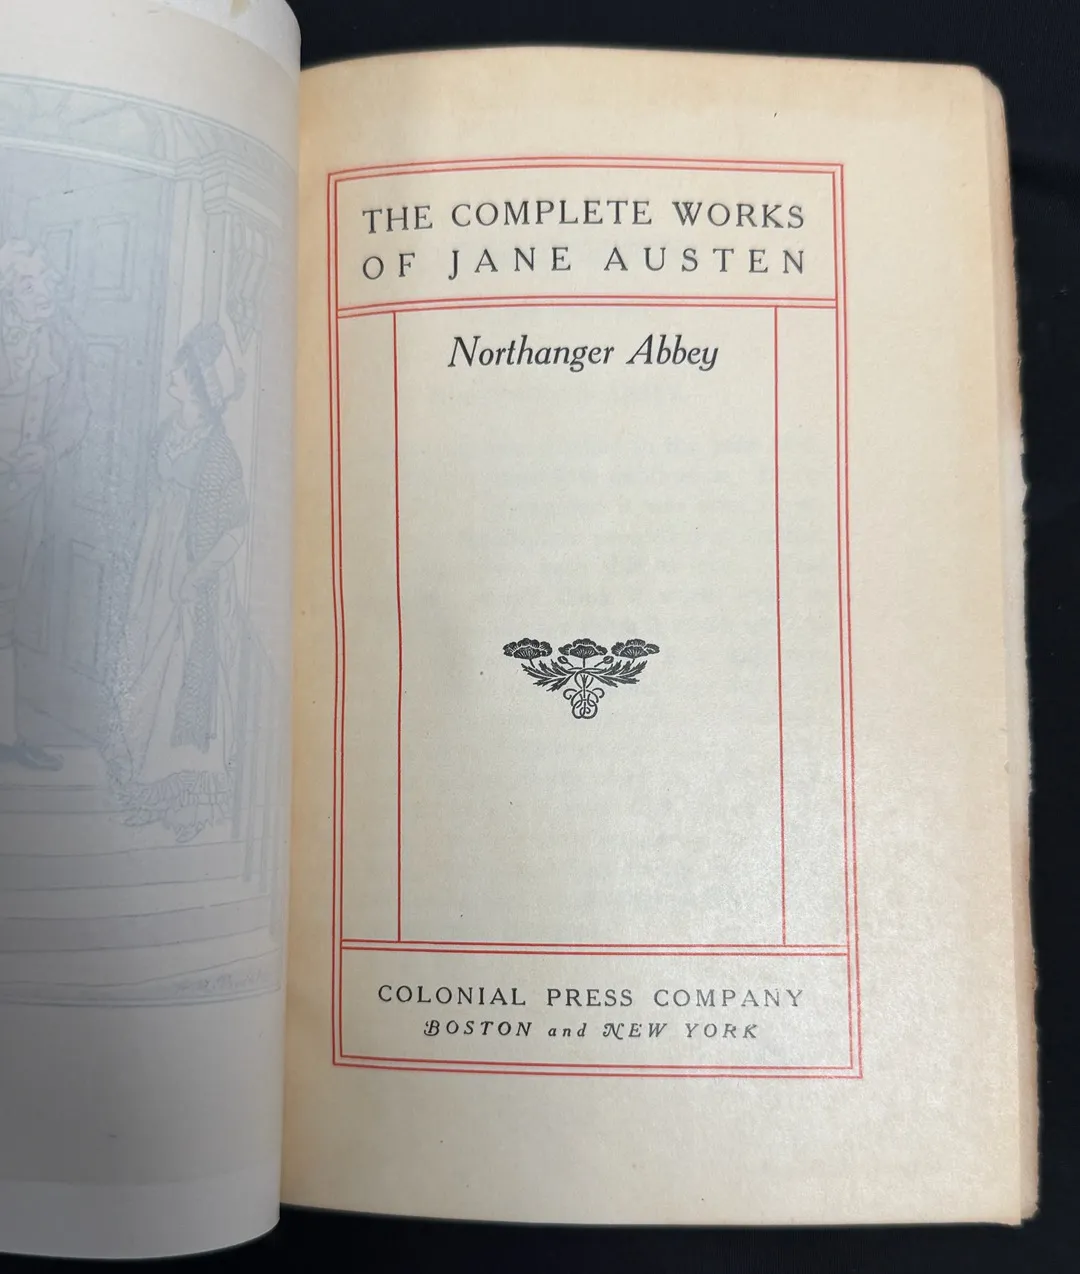 THE COMPLETE WORKS
OF JANE AUSTEN
Northanger Abbey
COLONIAL PRESS COMPANY
BOSTON and NEW YORK